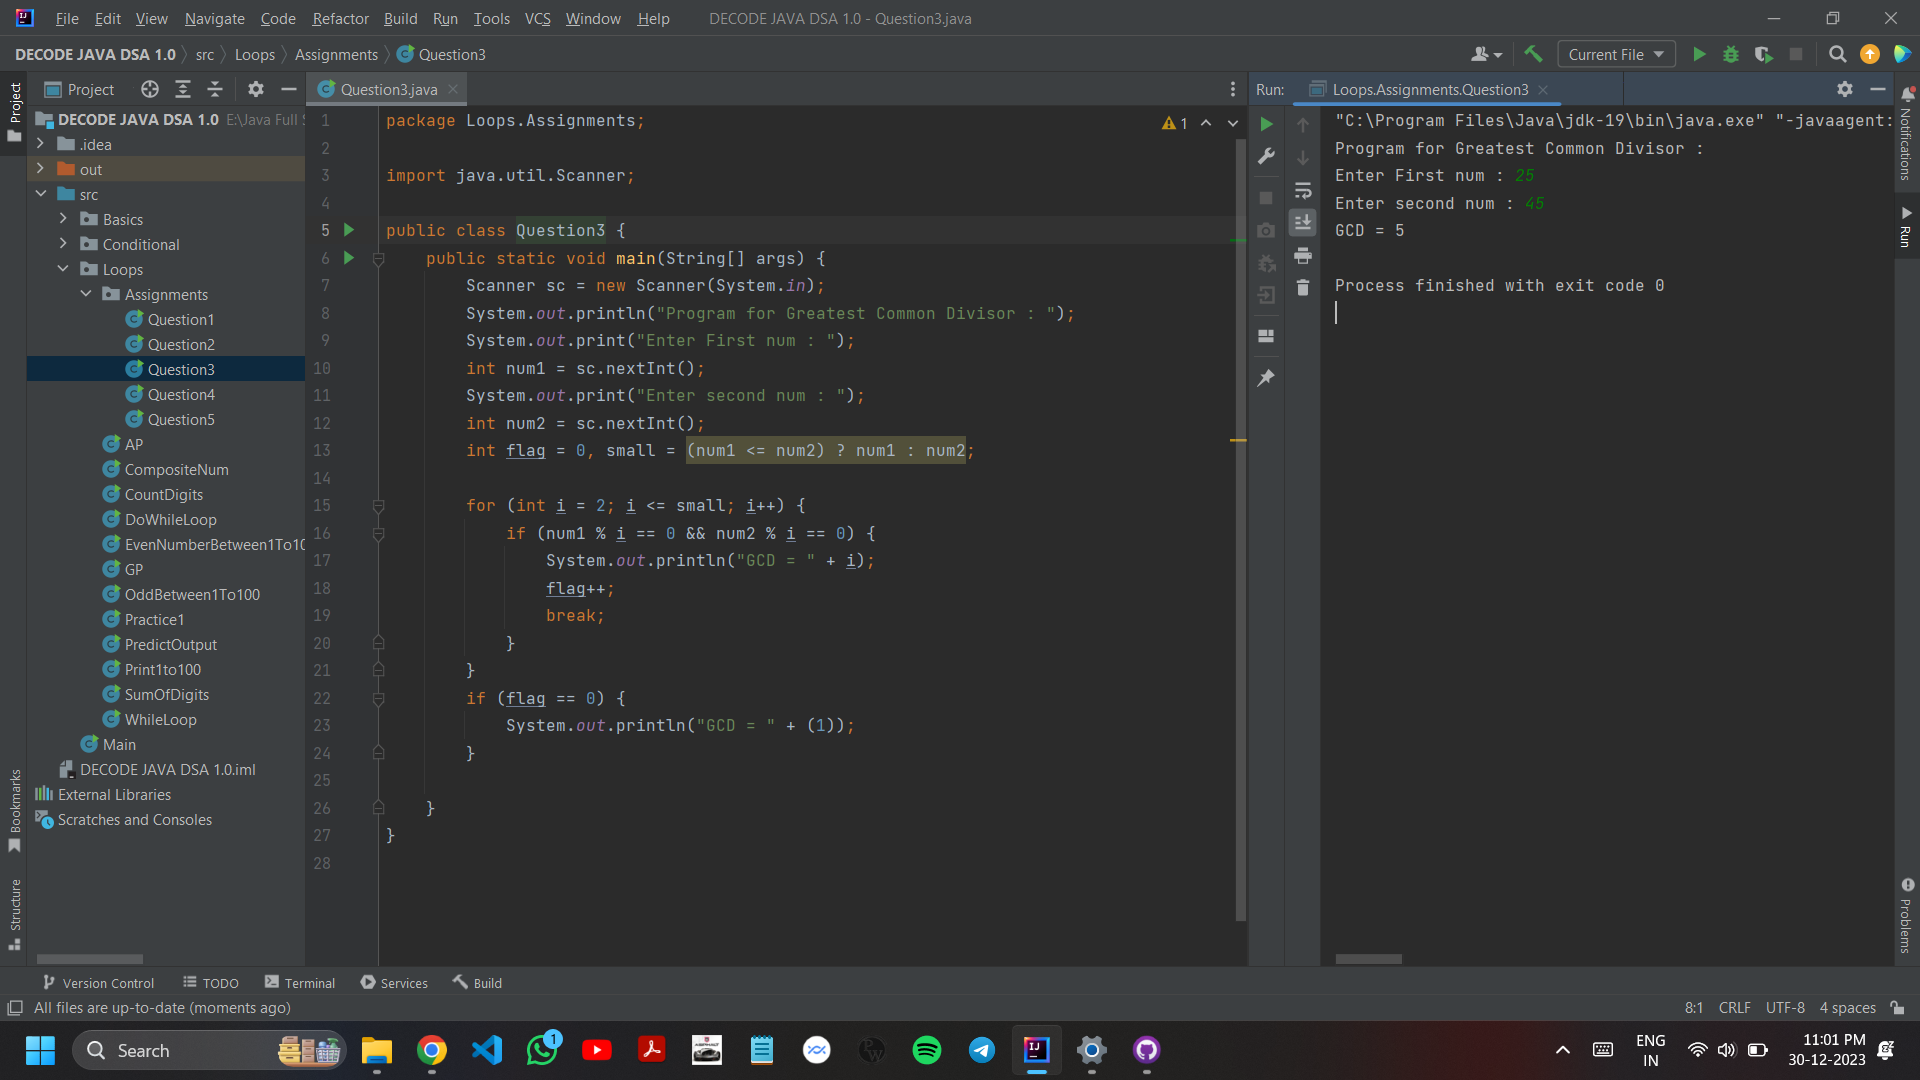 File Edit View Navigate Code Refactor Build Run Tools VCS Window Help DECODE JAVA DSA 1.0 - Question3.java
DECODE JAVA DSA 1.0 src Loops Assignments Question3 Current File
Project
Project
DECODE JAVA DSA 1.0 E:\Java Full
.idea
out
src
Basics
Conditional
Loops
Assignments
Question1
Question2
Question3
Question4
Question5
AP
CompositeNum
CountDigits
DoWhileLoop
EvenNumberBetween1To10
GP
OddBetween1To100
Practice1
PredictOutput
Print1to100
SumOfDigits
WhileLoop
Main
DECODE JAVA DSA 1.0.iml
External Libraries
Scratches and Consoles
Bookmarks
Structure
Question3.java
1
1 package Loops.Assignments;
2
3 import java.util.Scanner;
4
5 public class Question3 {
6 public static void main(String[] args) {
7 Scanner sc = new Scanner(System.in);
8 System.out.println("Program for Greatest Common Divisor : ");
9 System.out.print("Enter First num : ");
10 int num1 = sc.nextInt();
11 System.out.print("Enter second num : ");
12 int num2 = sc.nextInt();
13 int flag = 0, small = (num1 <= num2) ? num1 : num2;
14
15 for (int i = 2; i <= small; i++) {
16 if (num1 % i == 0 && num2 % i == 0) {
17 System.out.println("GCD = " + i);
18 flag++;
19 break;
20 }
21 }
22 if (flag == 0) {
23 System.out.println("GCD = " + (1));
24 }
25
26 }
27 }
28
Run: Loops.Assignments.Question3
"C:\Program Files\Java\jdk-19\bin\java.exe" "-javaagent:
Program for Greatest Common Divisor :
Enter First num : 25
Enter second num : 45
GCD = 5
Process finished with exit code 0
Notifications
Run
Problems
Version Control TODO Terminal Services Build
All files are up-to-date (moments ago) 8:1 CRLF UTF-8 4 spaces
Search 1 ENG 11:01 PM
IN 30-12-2023